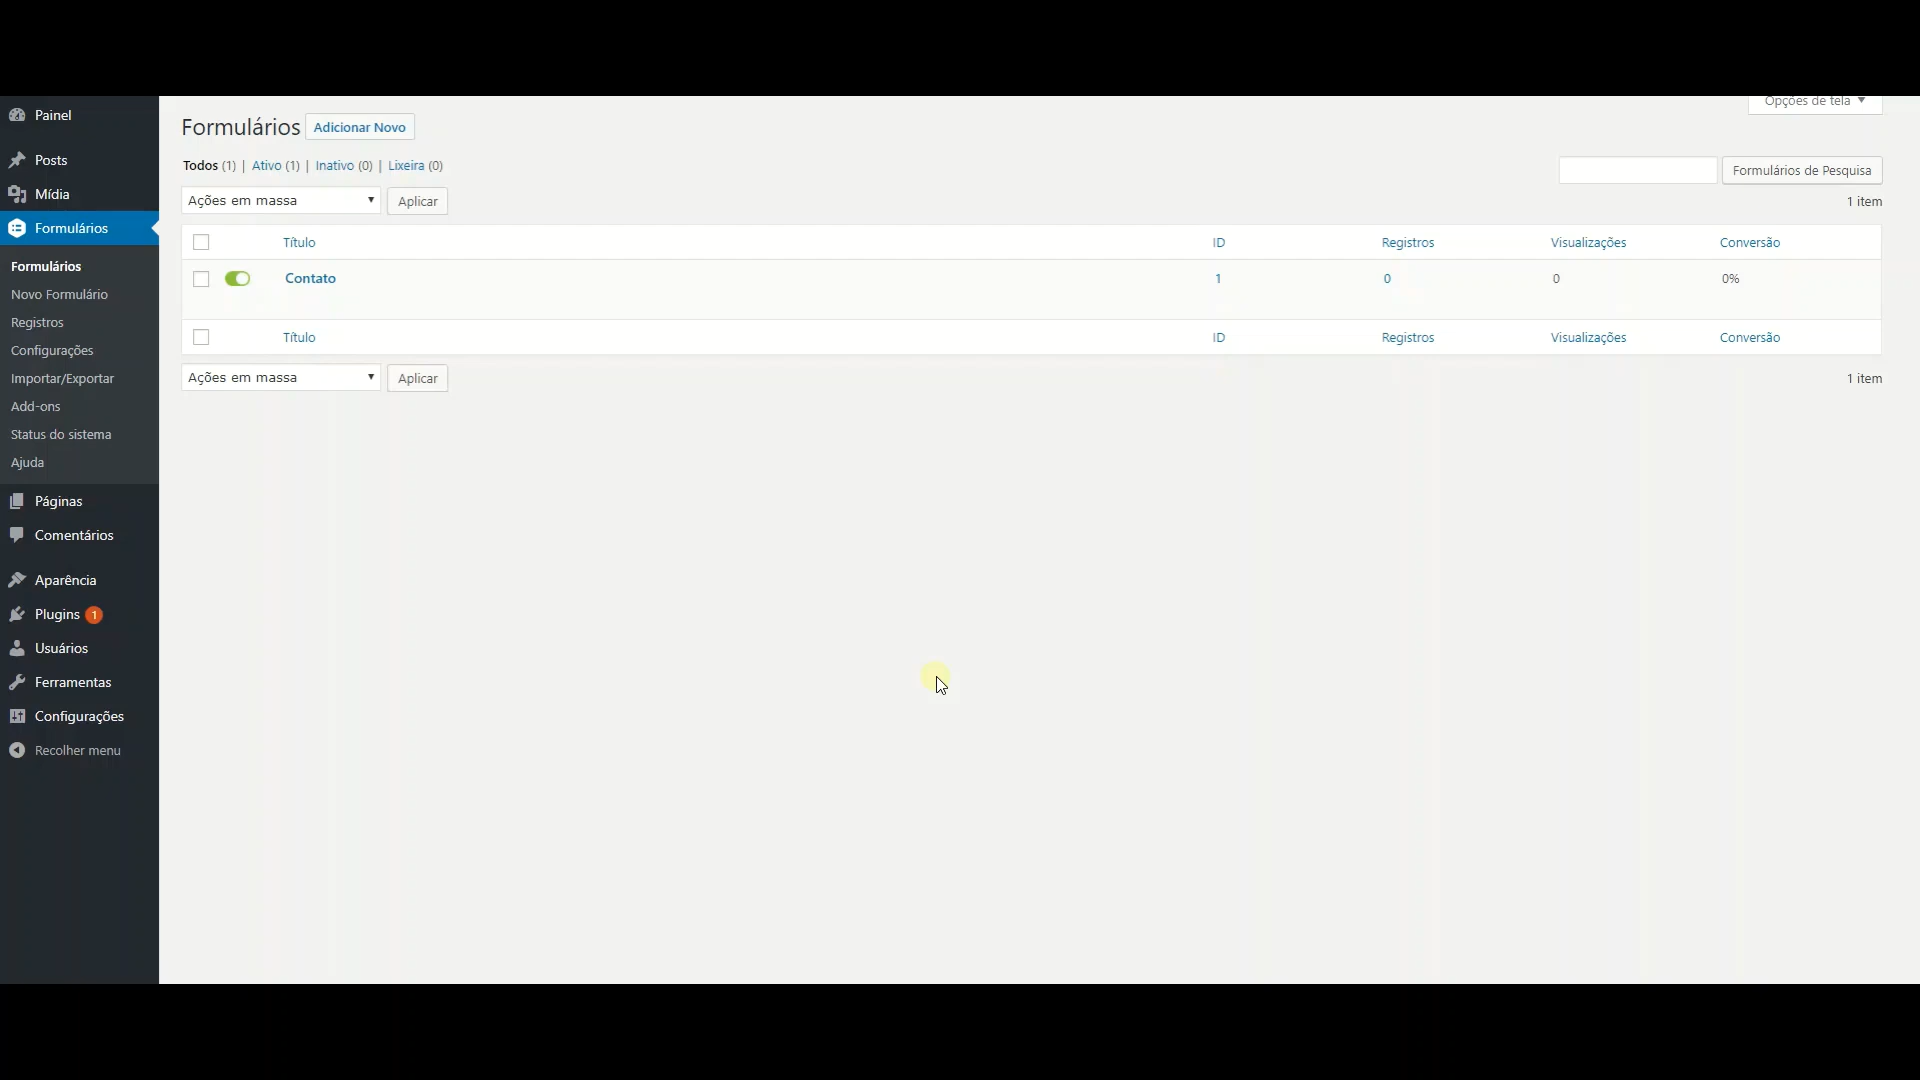 Painel
Posts
Mídia
Formulários
Formulários
Novo Formulário
Registros
Configurações
Importar/Exportar
Add-ons
Status do sistema
Ajuda
Páginas
Comentários
Aparência
Plugins 1
Usuários
Ferramentas
Configurações
Recolher menu
Opções de tela
Formulários Adicionar Novo
Todos (1) | Ativo (1) | Inativo (0) | Lixeira (0)
Formulários de Pesquisa
Ações em massa Aplicar 1 item
Título ID Registros Visualizações Conversão
Contato 1 0 0 0%
Título ID Registros Visualizações Conversão
Ações em massa Aplicar 1 item